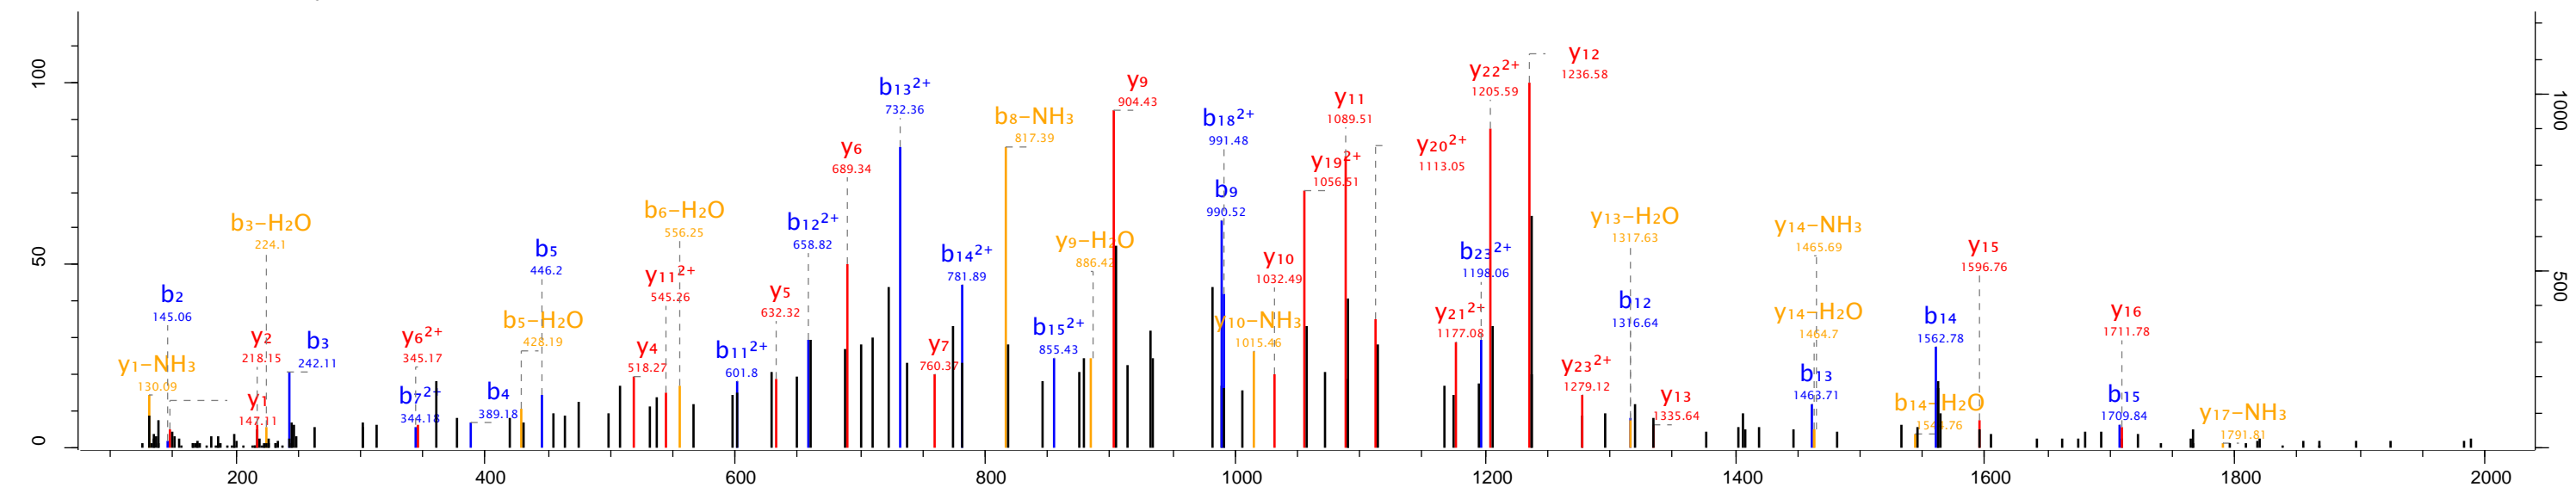 y12
1236.58
y22²⁺
1205.59
y9
904.43
b13²⁺
732.36
y11
1089.51
b8-NH3
817.39
b18²⁺
991.48
y6
689.34
y20²⁺
1113.05
y19²⁺
1056.51
b9
990.52
b3-H2O
224.1
b6-H2O
556.25
b12²⁺
658.82
y13-H2O
1317.63
y14-NH3
1465.69
y15
1596.76
b5
446.2
y9-H2O
886.42
b14²⁺
781.89
y11²⁺
545.26
y10
1032.49
b23²⁺
1198.06
b2
145.06
y5
632.32
b12
1316.64
y14-H2O
1464.7
b5-H2O
428.19
b15²⁺
855.43
y10-NH3
1015.46
y21²⁺
1177.08
b14
1562.78
y16
1711.78
y2
218.15
b3
242.11
y6²⁺
345.17
y4
518.27
b11²⁺
601.8
y7
760.37
y1-NH3
130.09
y23²⁺
1279.12
b13
1463.71
y1
147.11
b7²⁺
344.18
b4
389.18
y13
1335.64
b14-H2O
b15
1709.84
y17-NH3
1791.81
0
50
100
0
500
1000
200 400 600 800 1000 1200 1400 1600 1800 2000